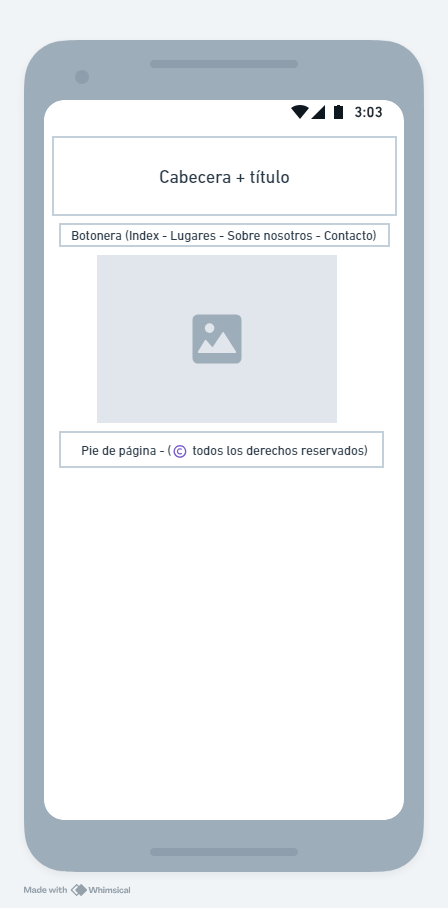 3:03
Cabecera + título
Botonera (Index - Lugares - Sobre nosotros - Contacto)
Pie de página - (© todos los derechos reservados)
Made with Whimsical